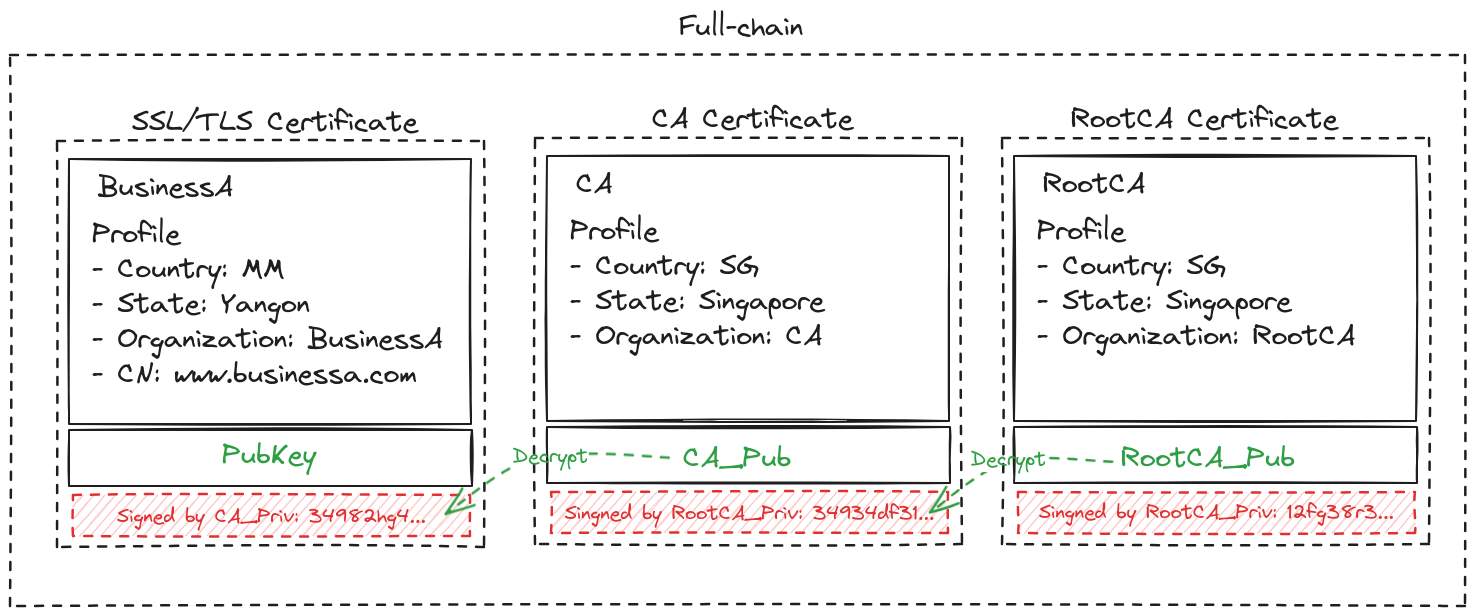 Full-chain
SSL/TLS Certificate
BusinessA
Profile
- Country: MM
- State: Yangon
- Organization: BusinessA
- CN: www.businessa.com
PubKey
Signed by CA_Priv: 34982hg4...
CA Certificate
CA
Profile
- Country: SG
- State: Singapore
- Organization: CA
Decrypt
CA_Pub
Singned by RootCA_Priv: 34934df31...
RootCA Certificate
RootCA
Profile
- Country: SG
- State: Singapore
- Organization: RootCA
Decrypt
RootCA_Pub
Singned by RootCA_Priv: 12fg38r3...